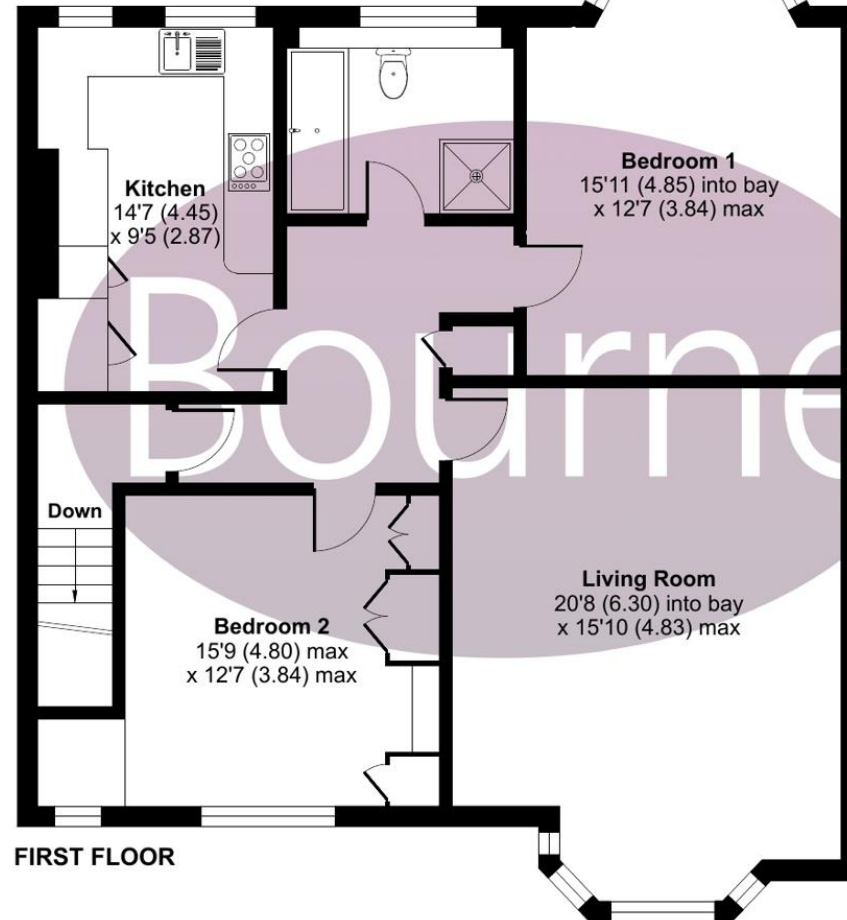 Kitchen
14'7 (4.45)
x 9'5 (2.87)
Bedroom 1
15'11 (4.85) into bay
x 12'7 (3.84) max
Bourne
Down
Bedroom 2
15'9 (4.80) max
x 12'7 (3.84) max
Living Room
20'8 (6.30) into bay
x 15'10 (4.83) max
FIRST FLOOR